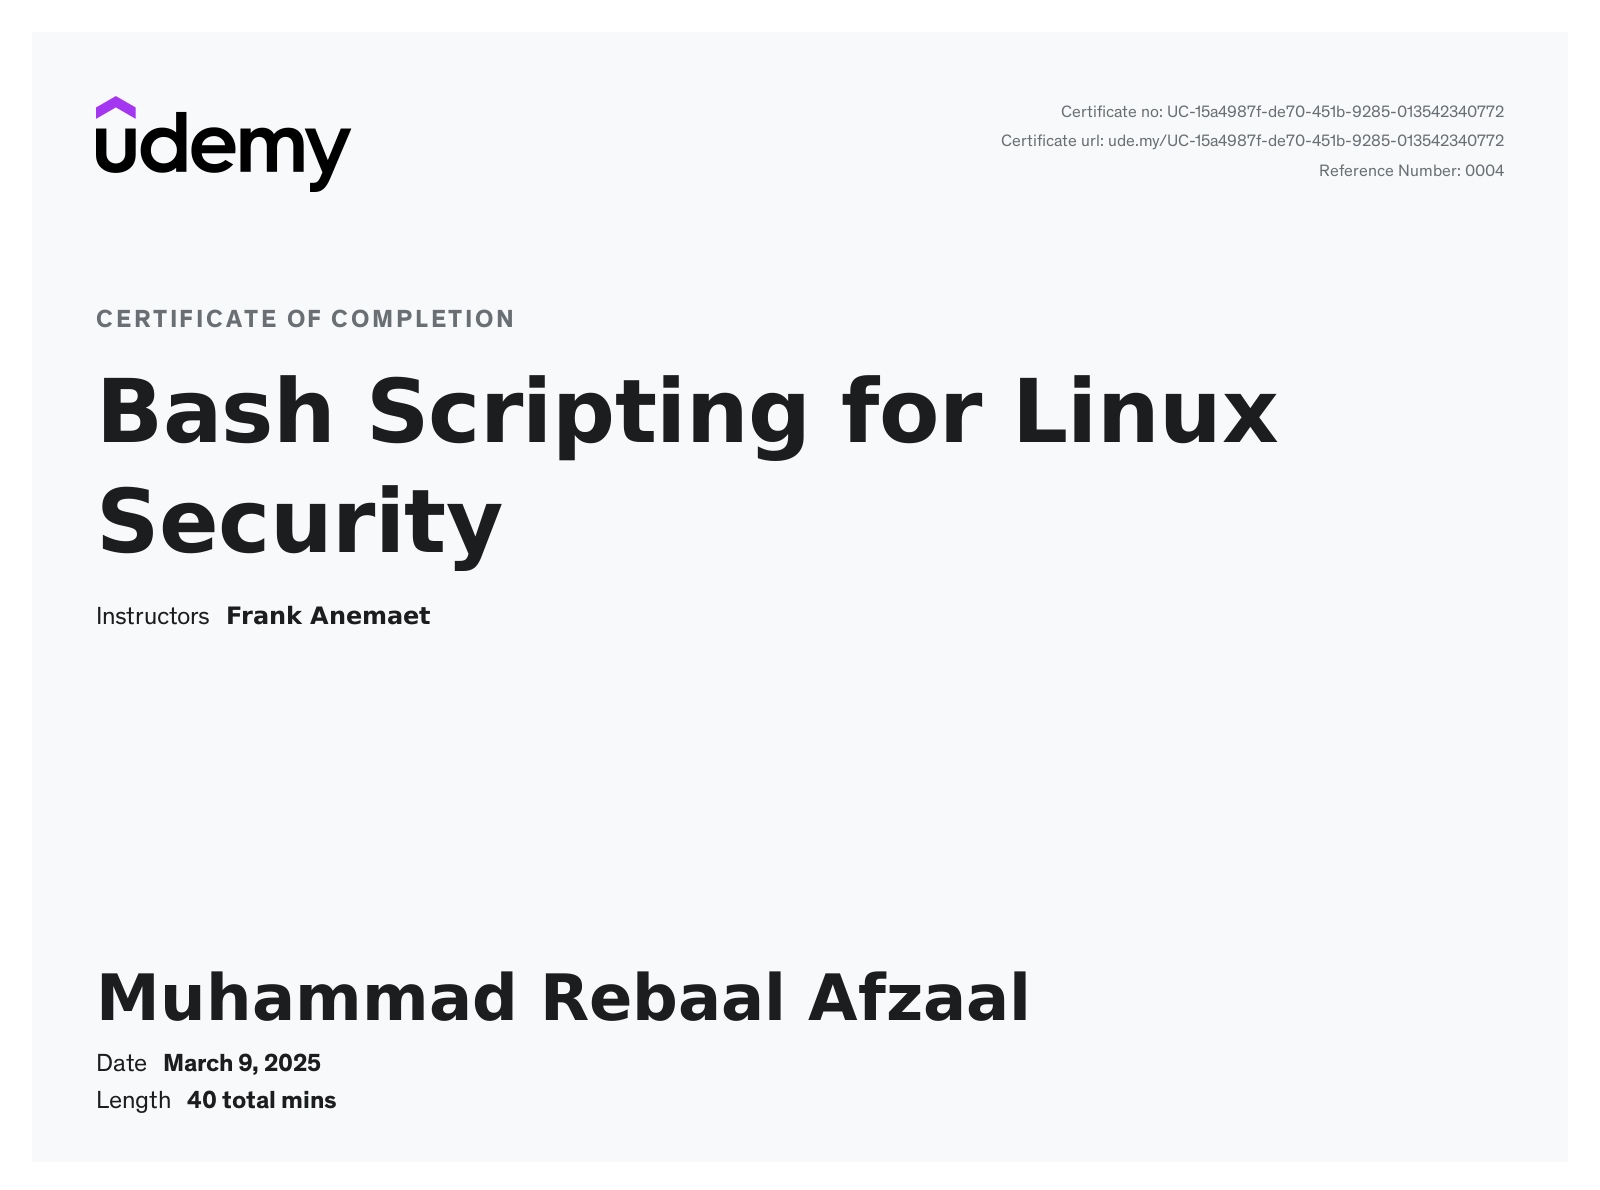 udemy
Certificate no: UC-15a4987f-de70-451b-9285-013542340772
Certificate url: ude.my/UC-15a4987f-de70-451b-9285-013542340772
Reference Number: 0004
CERTIFICATE OF COMPLETION
Bash Scripting for Linux
Security
Instructors Frank Anemaet
Muhammad Rebaal Afzaal
Date March 9, 2025
Length 40 total mins